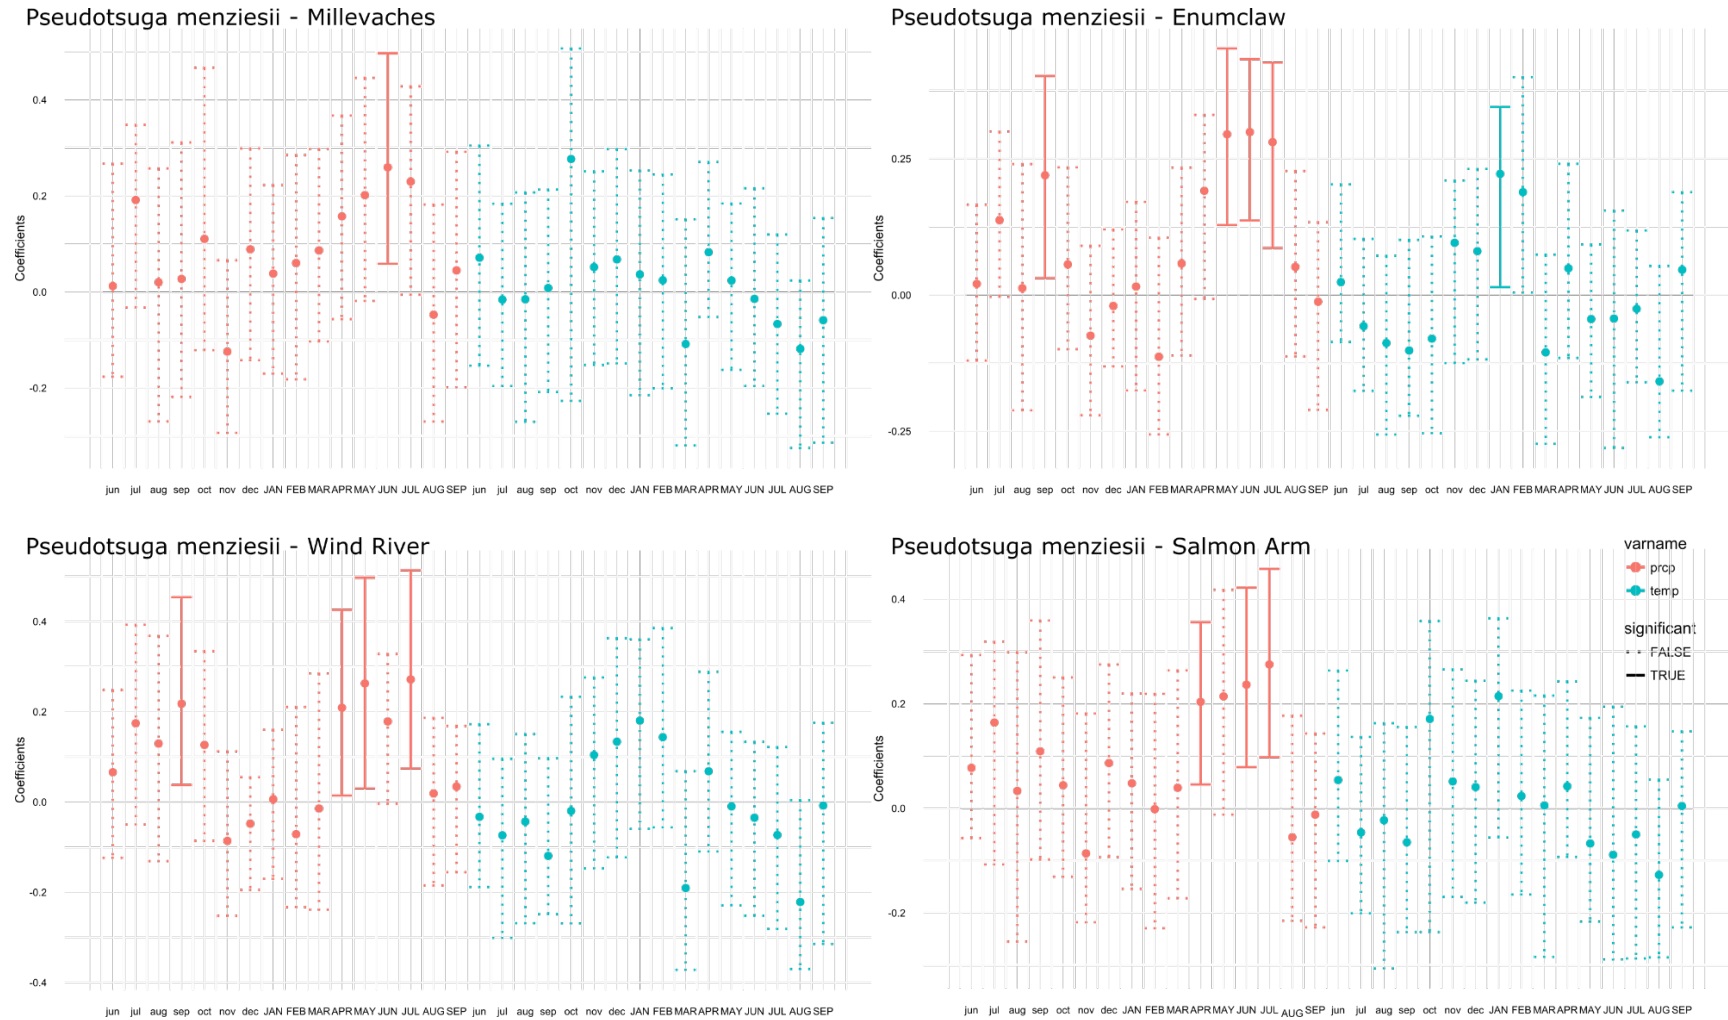 Pseudotsuga menziesii - Millevaches
Coefficients
0.4
0.2
0.0
-0.2
jun jul aug sep oct nov dec JAN FEB MAR APR MAY JUN JUL AUG SEP jun jul aug sep oct nov dec JAN FEB MAR APR MAY JUN JUL AUG SEP
Pseudotsuga menziesii - Enumclaw
Coefficients
0.25
0.00
-0.25
jun jul aug sep oct nov dec JAN FEB MAR APR MAY JUN JUL AUG SEP jun jul aug sep oct nov dec JAN FEB MAR APR MAY JUN JUL AUG SEP
Pseudotsuga menziesii - Wind River
Coefficients
0.4
0.2
0.0
-0.2
-0.4
jun jul aug sep oct nov dec JAN FEB MAR APR MAY JUN JUL AUG SEP jun jul aug sep oct nov dec JAN FEB MAR APR MAY JUN JUL AUG SEP
Pseudotsuga menziesii - Salmon Arm
Coefficients
0.4
0.2
0.0
-0.2
jun jul aug sep oct nov dec JAN FEB MAR APR MAY JUN JUL AUG SEP jun jul aug sep oct nov dec JAN FEB MAR APR MAY JUN JUL AUG SEP
varname
prcp
temp
significant
FALSE
TRUE